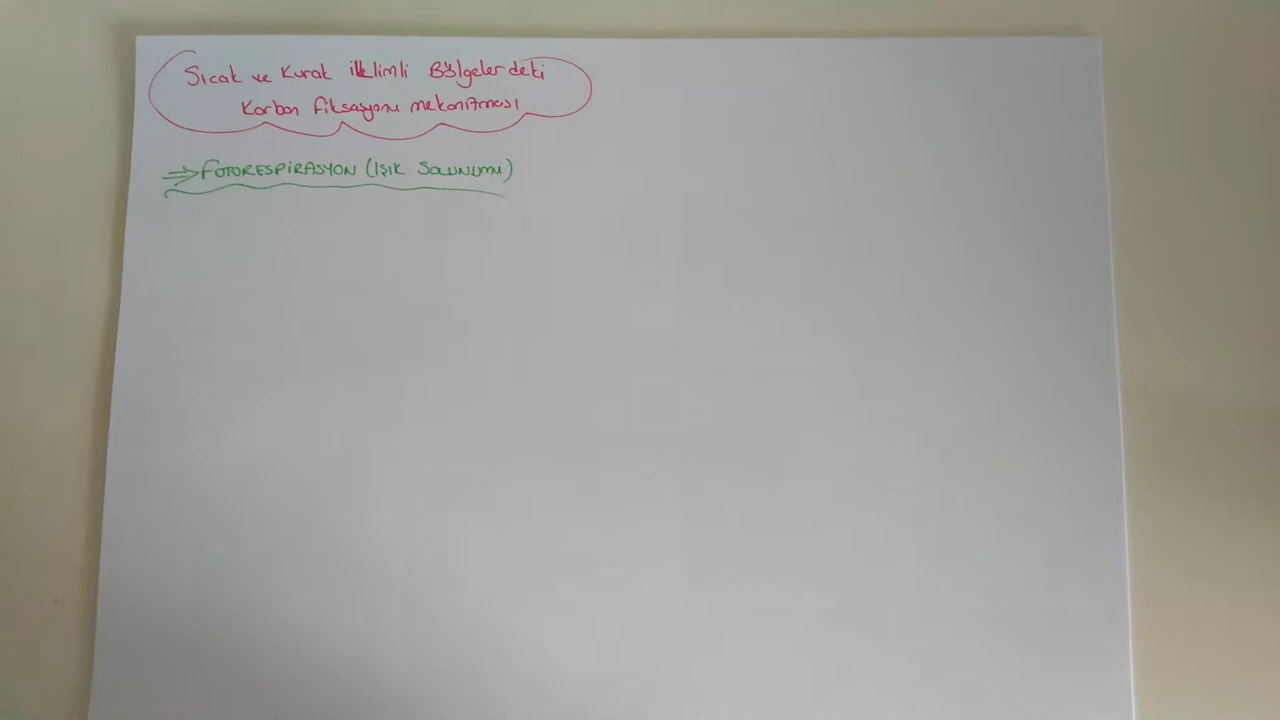 Sıcak ve Kurak iklimli Bölgelerdeki
Karbon fiksasyonu mekanizması
⇒ FOTORESPİRASYON (IŞIK SOLUNUMU)